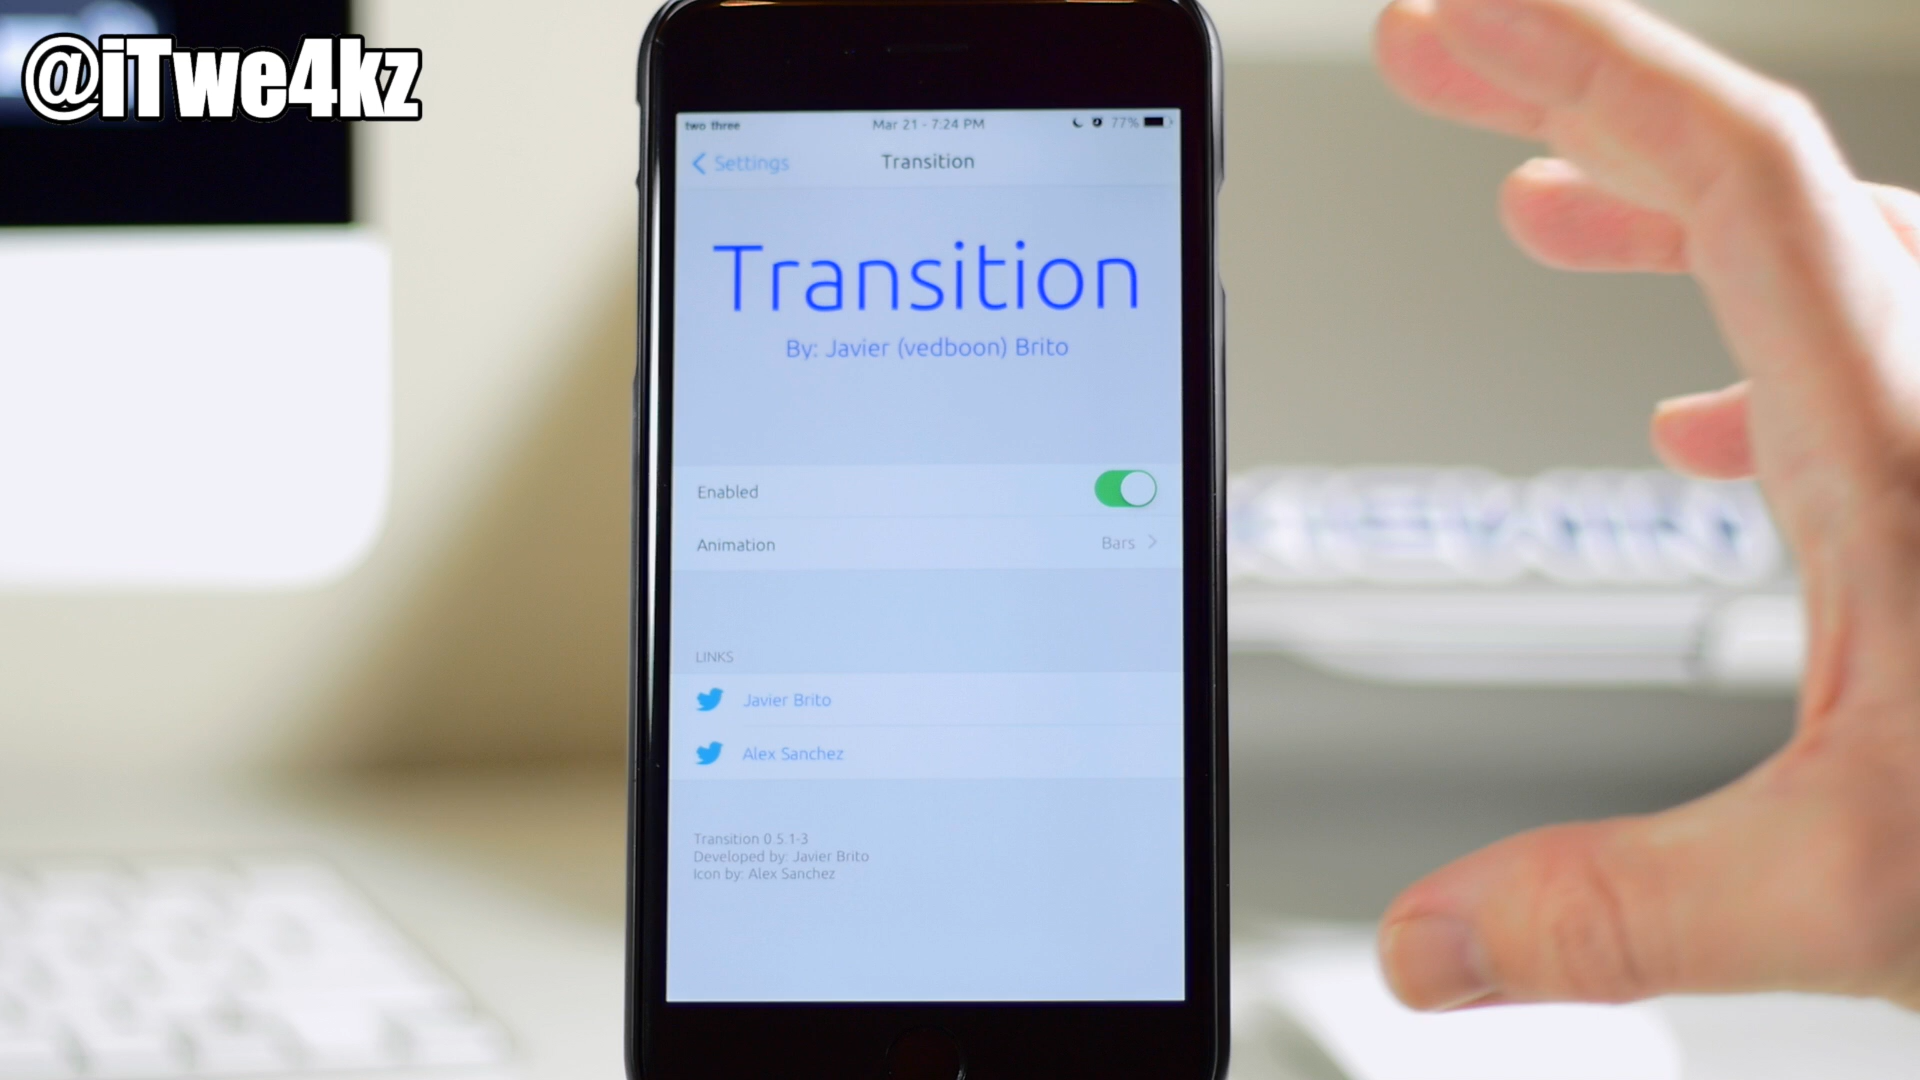 @iTwe4kz
two three
Mar 21 - 7:24 PM
77%
Settings
Transition
Transition
By: Javier (vedboon) Brito
Enabled
Animation
Bars
LINKS
Javier Brito
Alex Sanchez
Transition 0.5.1-3
Developed by: Javier Brito
Icon by: Alex Sanchez